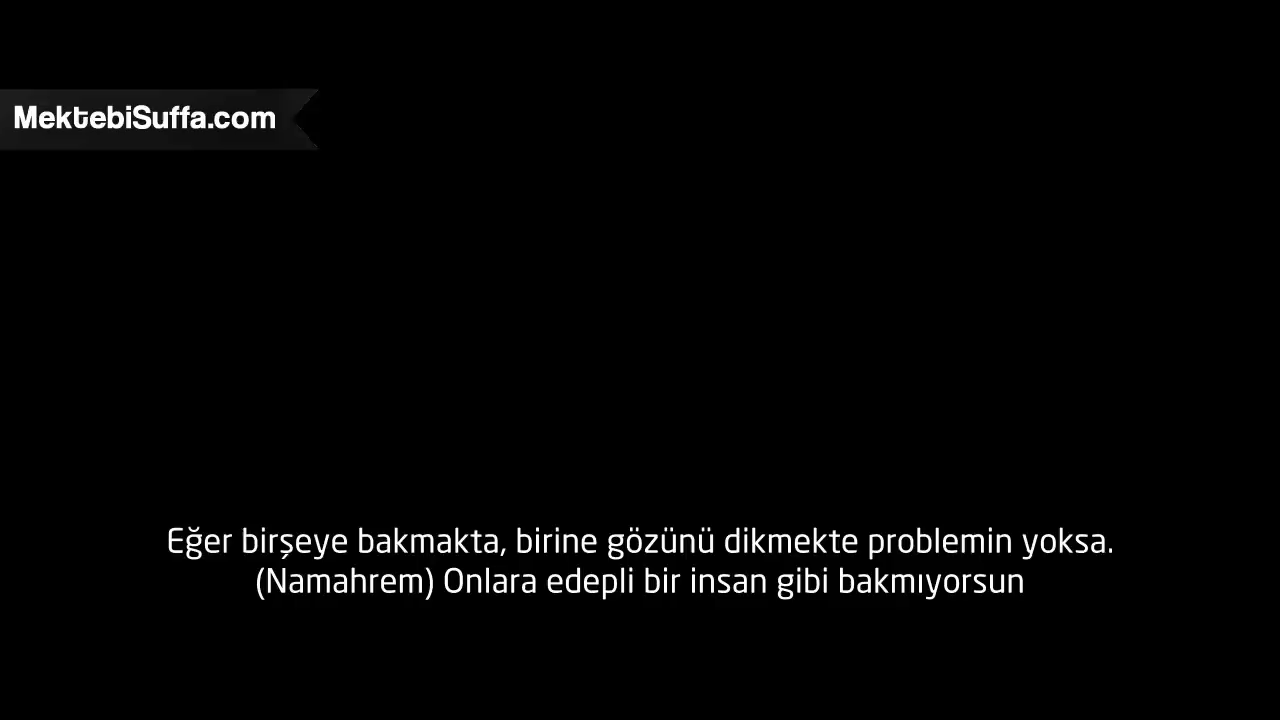 MektebiSuffa.com
Eğer birşeye bakmakta, birine gözünü dikmekte problemin yoksa.
(Namahrem) Onlara edepli bir insan gibi bakmıyorsun